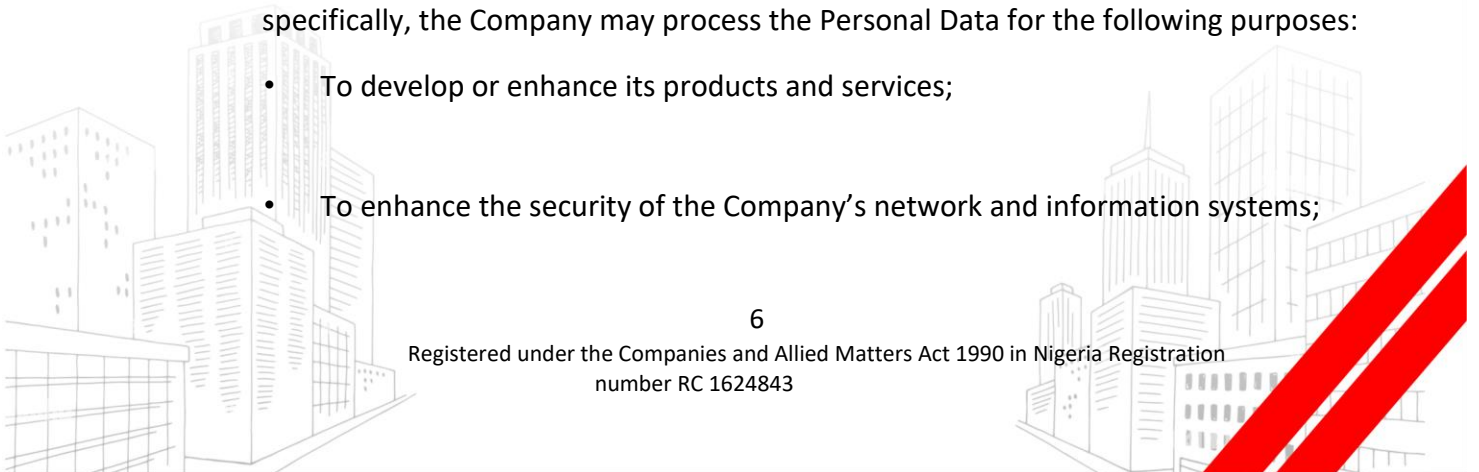 specifically, the Company may process the Personal Data for the following purposes:
• To develop or enhance its products and services;
• To enhance the security of the Company’s network and information systems;
6
Registered under the Companies and Allied Matters Act 1990 in Nigeria Registration
number RC 1624843